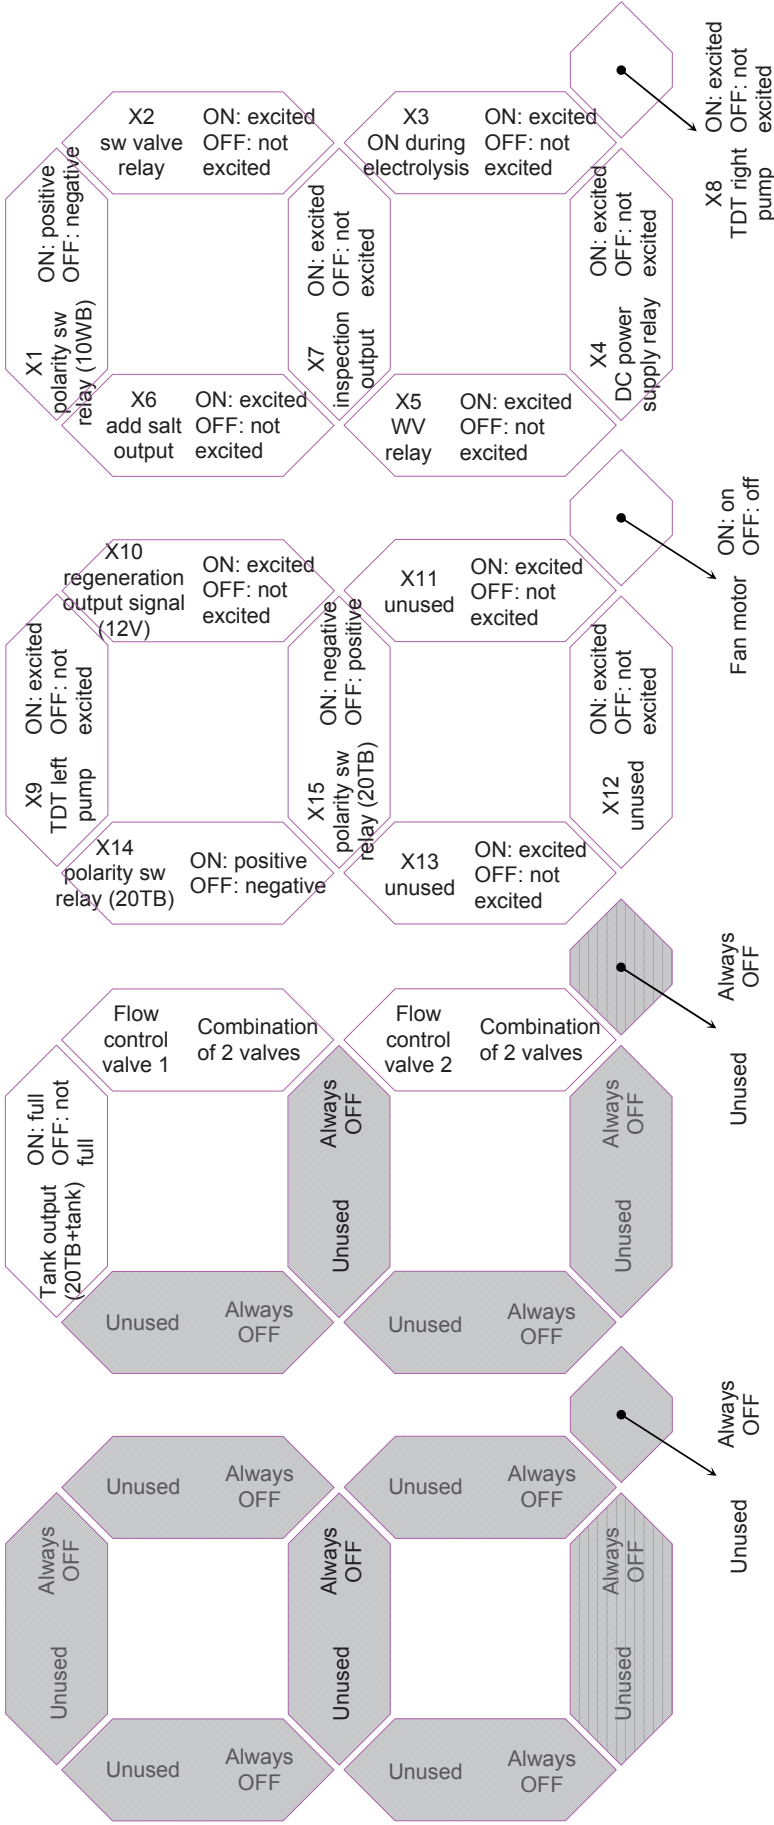 X2
sw valve
relay
ON: excited
OFF: not
excited
X3
ON during
electrolysis
ON: excited
OFF: not
excited
X8
TDT right
pump
ON: excited
OFF: not
excited
X1
polarity sw
relay (10WB)
ON: positive
OFF: negative
X7
inspection
output
ON: excited
OFF: not
excited
X4
DC power
supply relay
ON: excited
OFF: not
excited
X6
add salt
output
ON: excited
OFF: not
excited
X5
WV
relay
ON: excited
OFF: not
excited
X10
regeneration
output signal
(12V)
ON: excited
OFF: not
excited
X11
unused
ON: excited
OFF: not
excited
Fan motor
ON: on
OFF: off
X9
TDT left
pump
ON: excited
OFF: not
excited
X15
polarity sw
relay (20TB)
ON: negative
OFF: positive
X12
unused
ON: excited
OFF: not
excited
X14
polarity sw
relay (20TB)
ON: positive
OFF: negative
X13
unused
ON: excited
OFF: not
excited
Flow
control
valve 1
Combination
of 2 valves
Flow
control
valve 2
Combination
of 2 valves
Unused
Always
OFF
Tank output
(20TB+tank)
ON: full
OFF: not
full
Unused
Always
OFF
Unused
Always
OFF
Unused
Always
OFF
Unused
Always
OFF
Unused
Always
OFF
Unused
Always
OFF
Unused
Always
OFF
Unused
Always
OFF
Unused
Always
OFF
Unused
Always
OFF
Unused
Always
OFF
Unused
Always
OFF